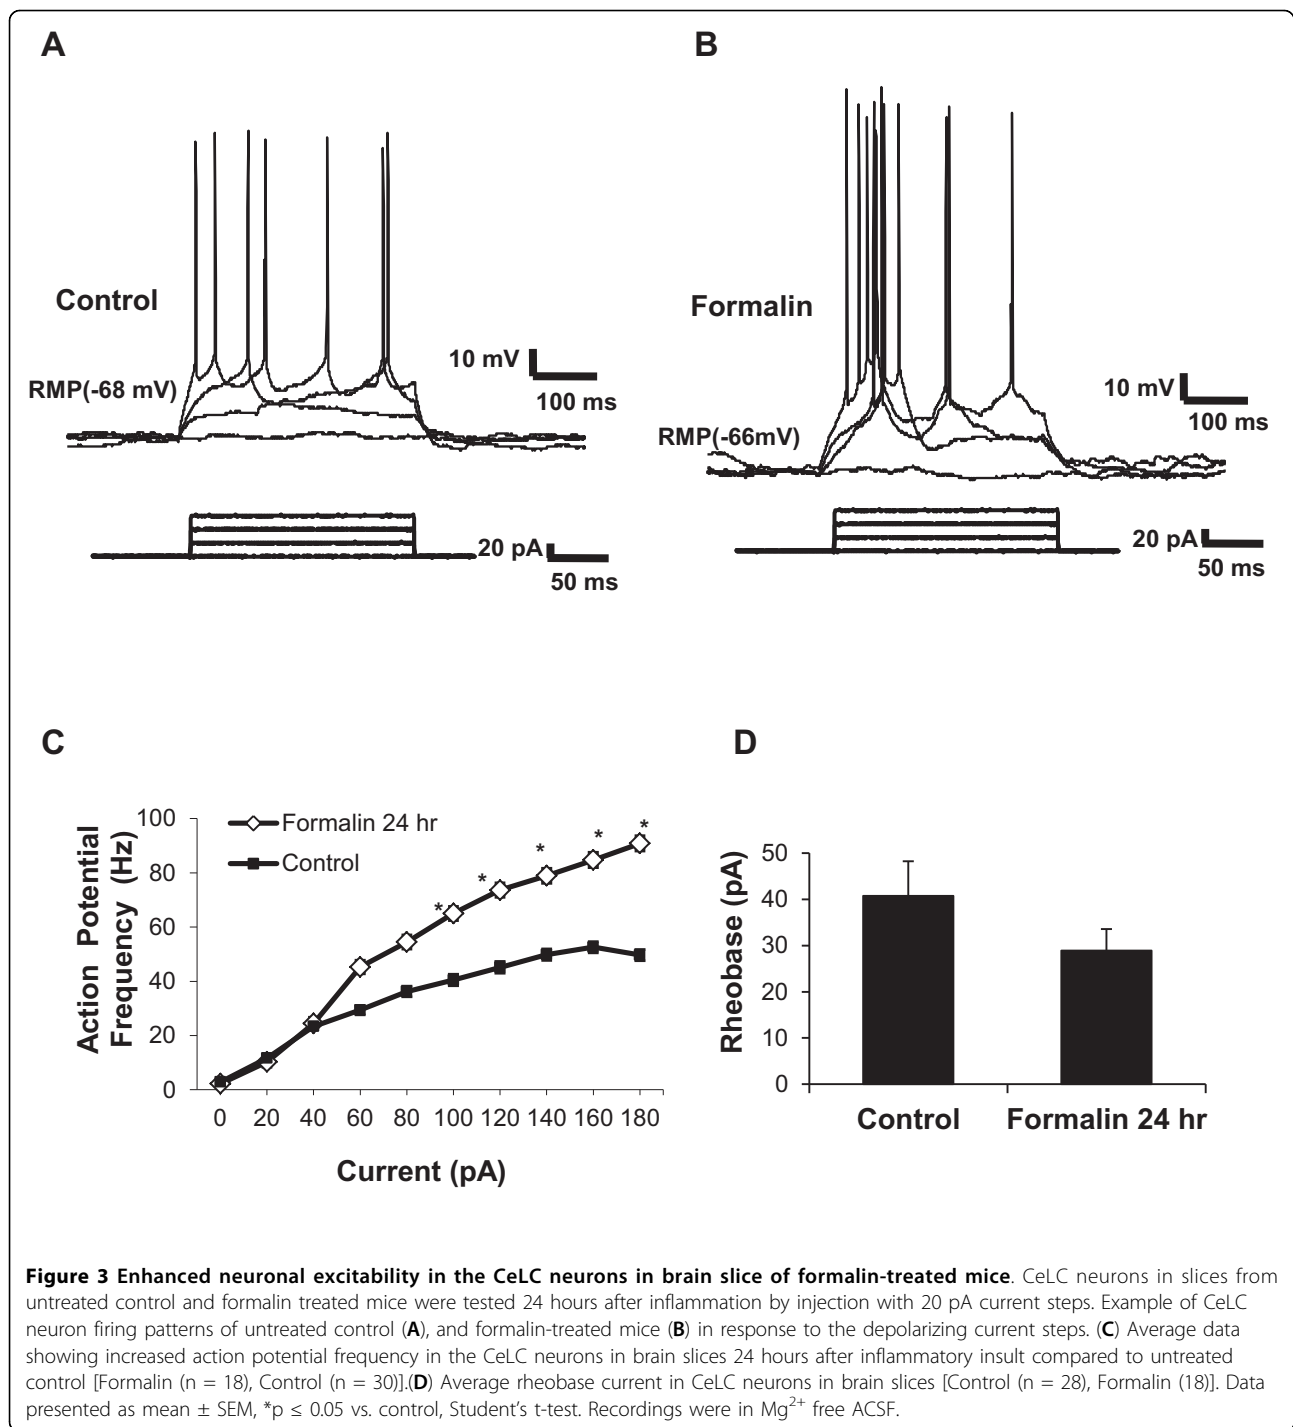 A
B
Control
RMP(-68 mV)
10 mV
100 ms
20 pA
50 ms
Formalin
RMP(-66mV)
10 mV
100 ms
20 pA
50 ms
C
Action Potential
Frequency (Hz)
100
80
60
40
20
0
Formalin 24 hr
Control
* * * * *
0 20 40 60 80 100 120 140 160 180
Current (pA)
D
Rheobase (pA)
50
40
30
20
10
0
Control Formalin 24 hr
Figure 3 Enhanced neuronal excitability in the CeLC neurons in brain slice of formalin-treated mice. CeLC neurons in slices from
untreated control and formalin treated mice were tested 24 hours after inflammation by injection with 20 pA current steps. Example of CeLC
neuron firing patterns of untreated control (A), and formalin-treated mice (B) in response to the depolarizing current steps. (C) Average data
showing increased action potential frequency in the CeLC neurons in brain slices 24 hours after inflammatory insult compared to untreated
control [Formalin (n = 18), Control (n = 30)].(D) Average rheobase current in CeLC neurons in brain slices [Control (n = 28), Formalin (18)]. Data
presented as mean ± SEM, *p ≤ 0.05 vs. control, Student's t-test. Recordings were in Mg2+ free ACSF.